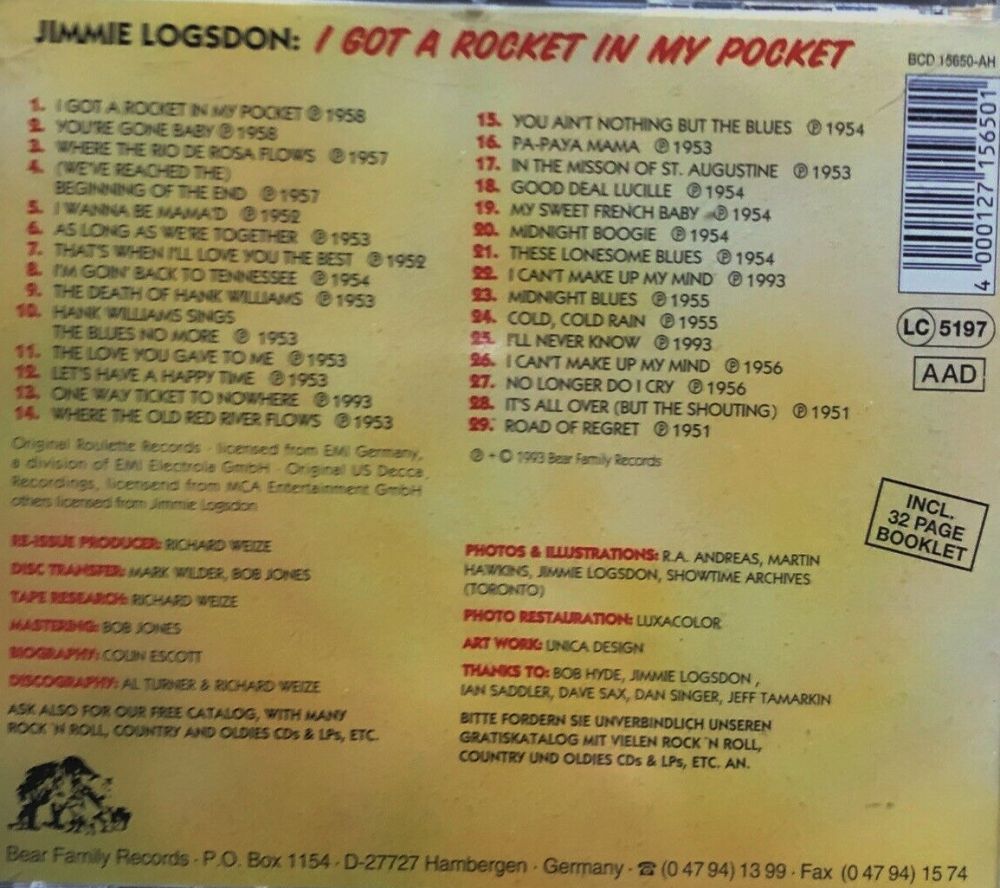 JIMMIE LOGSDON: I GOT A ROCKET IN MY POCKET
BCD 15650-AH
1. I GOT A ROCKET IN MY POCKET ℗ 1958
2. YOU'RE GONE BABY ℗ 1958
3. WHERE THE RIO DE ROSA FLOWS ℗ 1957
4. (WE'VE REACHED THE)
BEGINNING OF THE END ℗ 1957
5. I WANNA BE MAMA'D ℗ 1952
6. AS LONG AS WE'RE TOGETHER ℗ 1953
7. THAT'S WHEN I'LL LOVE YOU THE BEST ℗ 1952
8. I'M GOIN' BACK TO TENNESSEE ℗ 1954
9. THE DEATH OF HANK WILLIAMS ℗ 1953
10. HANK WILLIAMS SINGS
THE BLUES NO MORE ℗ 1953
11. THE LOVE YOU GAVE TO ME ℗ 1953
12. LET'S HAVE A HAPPY TIME ℗ 1953
13. ONE WAY TICKET TO NOWHERE ℗ 1993
14. WHERE THE OLD RED RIVER FLOWS ℗ 1953
15. YOU AIN'T NOTHING BUT THE BLUES ℗ 1954
16. PA-PAYA MAMA ℗ 1953
17. IN THE MISSON OF ST. AUGUSTINE ℗ 1953
18. GOOD DEAL LUCILLE ℗ 1954
19. MY SWEET FRENCH BABY ℗ 1954
20. MIDNIGHT BOOGIE ℗ 1954
21. THESE LONESOME BLUES ℗ 1954
22. I CAN'T MAKE UP MY MIND ℗ 1993
23. MIDNIGHT BLUES ℗ 1955
24. COLD, COLD RAIN ℗ 1955
25. I'LL NEVER KNOW ℗ 1993
26. I CAN'T MAKE UP MY MIND ℗ 1956
27. NO LONGER DO I CRY ℗ 1956
28. IT'S ALL OVER (BUT THE SHOUTING) ℗ 1951
29. ROAD OF REGRET ℗ 1951
℗ + © 1993 Bear Family Records
4 000127 156501
LC 5197
AAD
INCL.
32 PAGE
BOOKLET
Original Roulette Records · licensed from EMI Germany,
a division of EMI Electrola GmbH · Original US Decca
Recordings, licensend from MCA Entertainment GmbH
others licensed from Jimmie Logsdon
RE-ISSUE PRODUCER: RICHARD WEIZE
DISC TRANSFER: MARK WILDER, BOB JONES
TAPE RESEARCH: RICHARD WEIZE
MASTERING: BOB JONES
BIOGRAPHY: COLIN ESCOTT
DISCOGRAPHY: AL TURNER & RICHARD WEIZE
ASK ALSO FOR OUR FREE CATALOG, WITH MANY
ROCK 'N ROLL, COUNTRY AND OLDIES CDs & LPs, ETC.
PHOTOS & ILLUSTRATIONS: R.A. ANDREAS, MARTIN
HAWKINS, JIMMIE LOGSDON, SHOWTIME ARCHIVES
(TORONTO)
PHOTO RESTAURATION: LUXACOLOR
ART WORK: UNICA DESIGN
THANKS TO: BOB HYDE, JIMMIE LOGSDON ,
IAN SADDLER, DAVE SAX, DAN SINGER, JEFF TAMARKIN
BITTE FORDERN SIE UNVERBINDLICH UNSEREN
GRATISKATALOG MIT VIELEN ROCK 'N ROLL,
COUNTRY UND OLDIES CDs & LPs, ETC. AN.
Bear Family Records · P.O. Box 1154 · D-27727 Hambergen · Germany · ☎ (0 47 94) 13 99 · Fax (0 47 94) 15 74